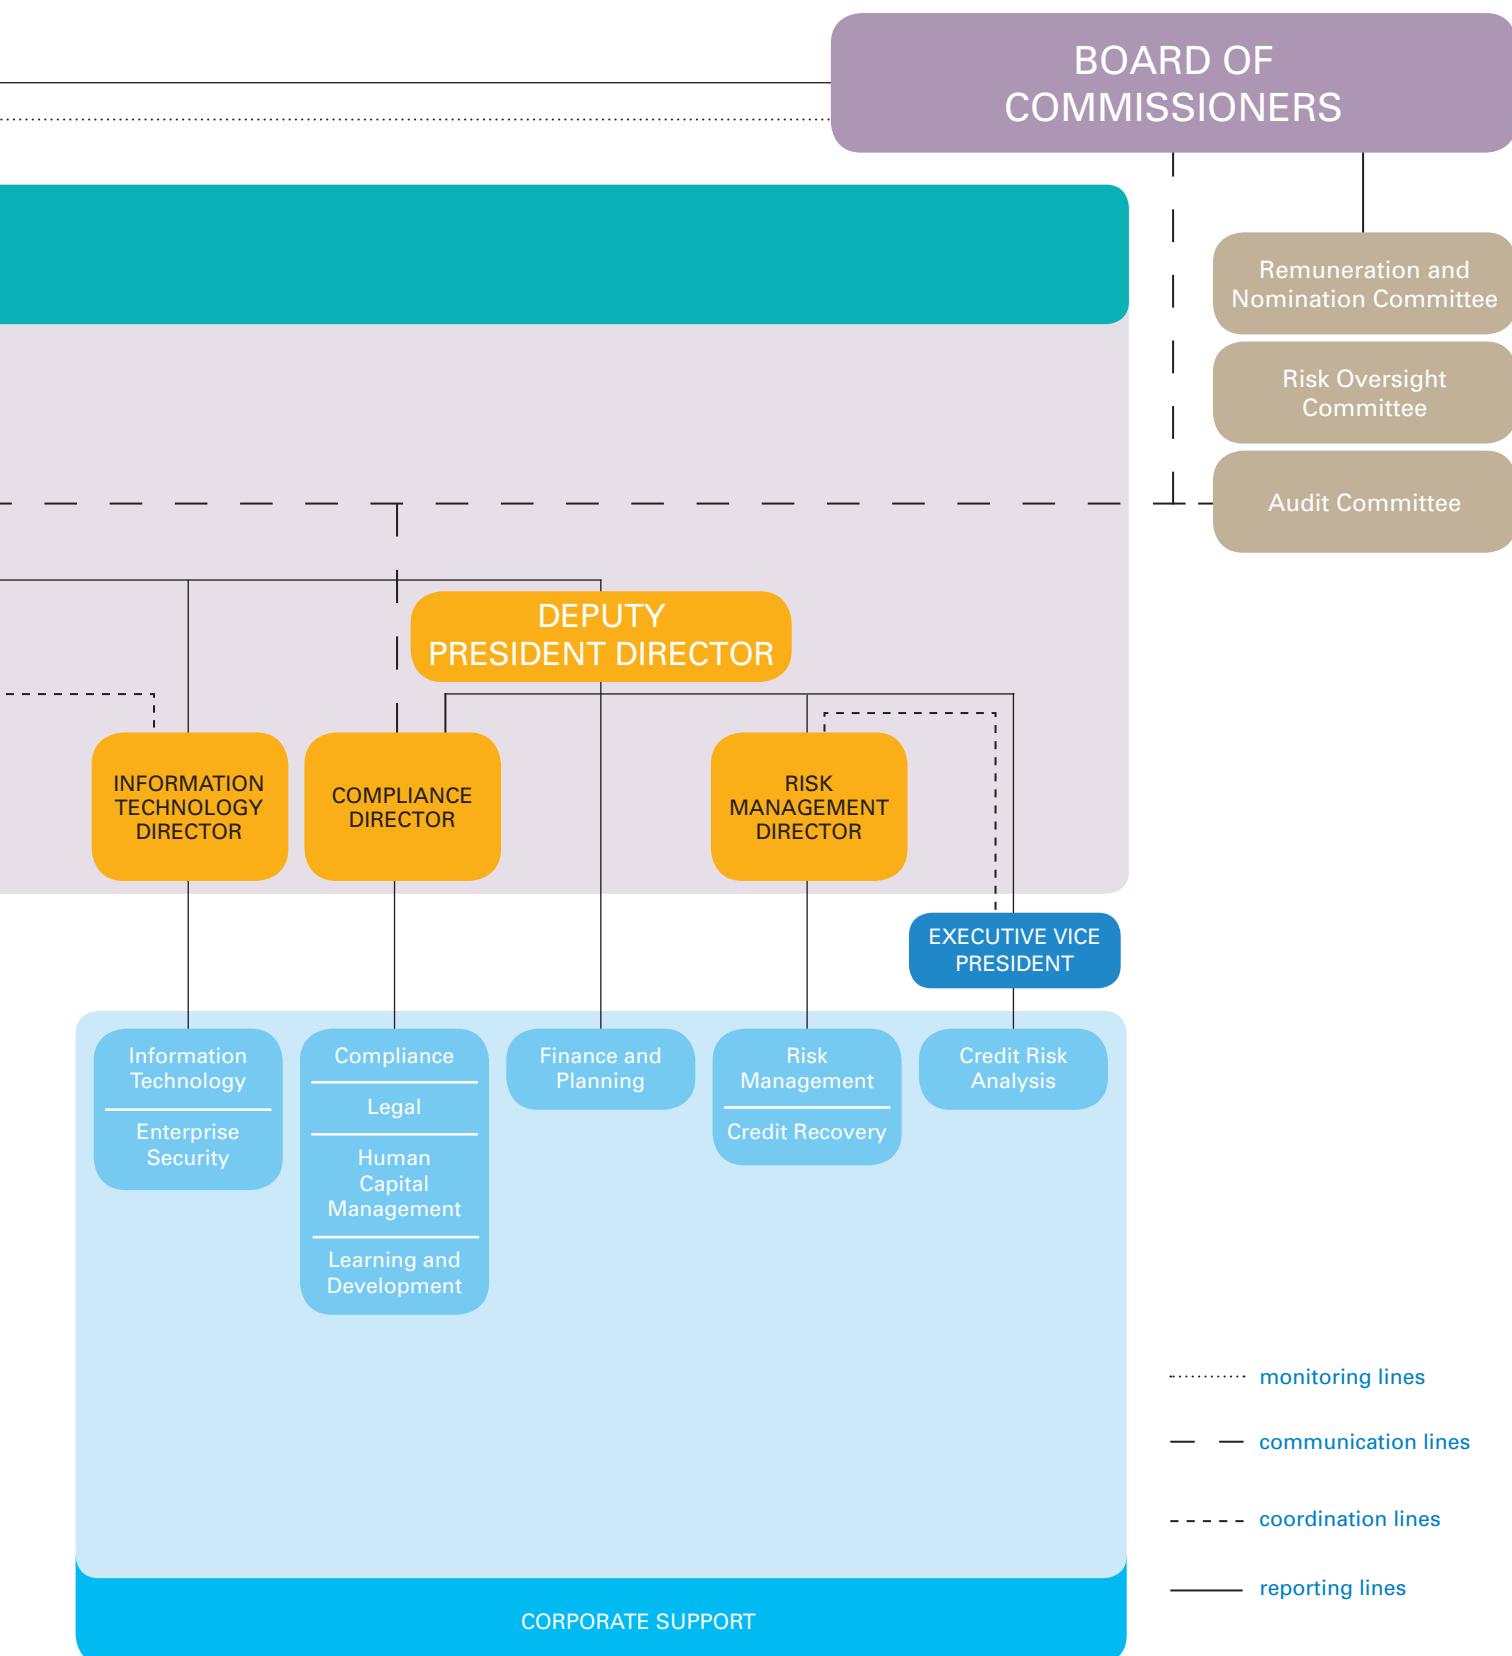 BOARD OF
COMMISSIONERS
Remuneration and
Nomination Committee
Risk Oversight
Committee
Audit Committee
DEPUTY
PRESIDENT DIRECTOR
INFORMATION
TECHNOLOGY
DIRECTOR
COMPLIANCE
DIRECTOR
RISK
MANAGEMENT
DIRECTOR
EXECUTIVE VICE
PRESIDENT
Information
Technology
Enterprise
Security
Compliance
Legal
Human
Capital
Management
Learning and
Development
Finance and
Planning
Risk
Management
Credit Recovery
Credit Risk
Analysis
monitoring lines
communication lines
coordination lines
reporting lines
CORPORATE SUPPORT